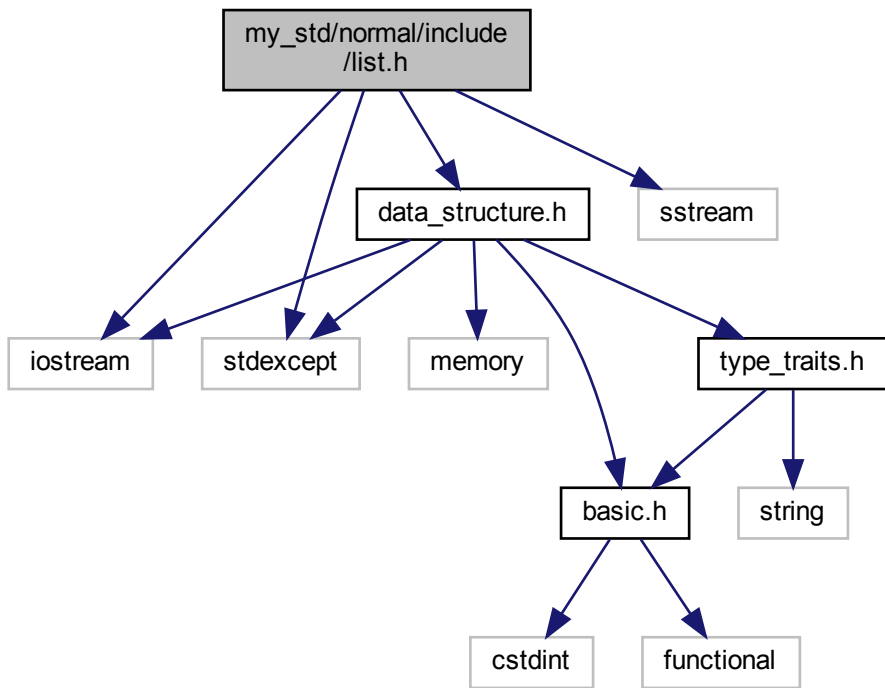 my_std/normal/include
/list.h
data_structure.h
sstream
iostream
stdexcept
memory
type_traits.h
basic.h
string
cstdint
functional